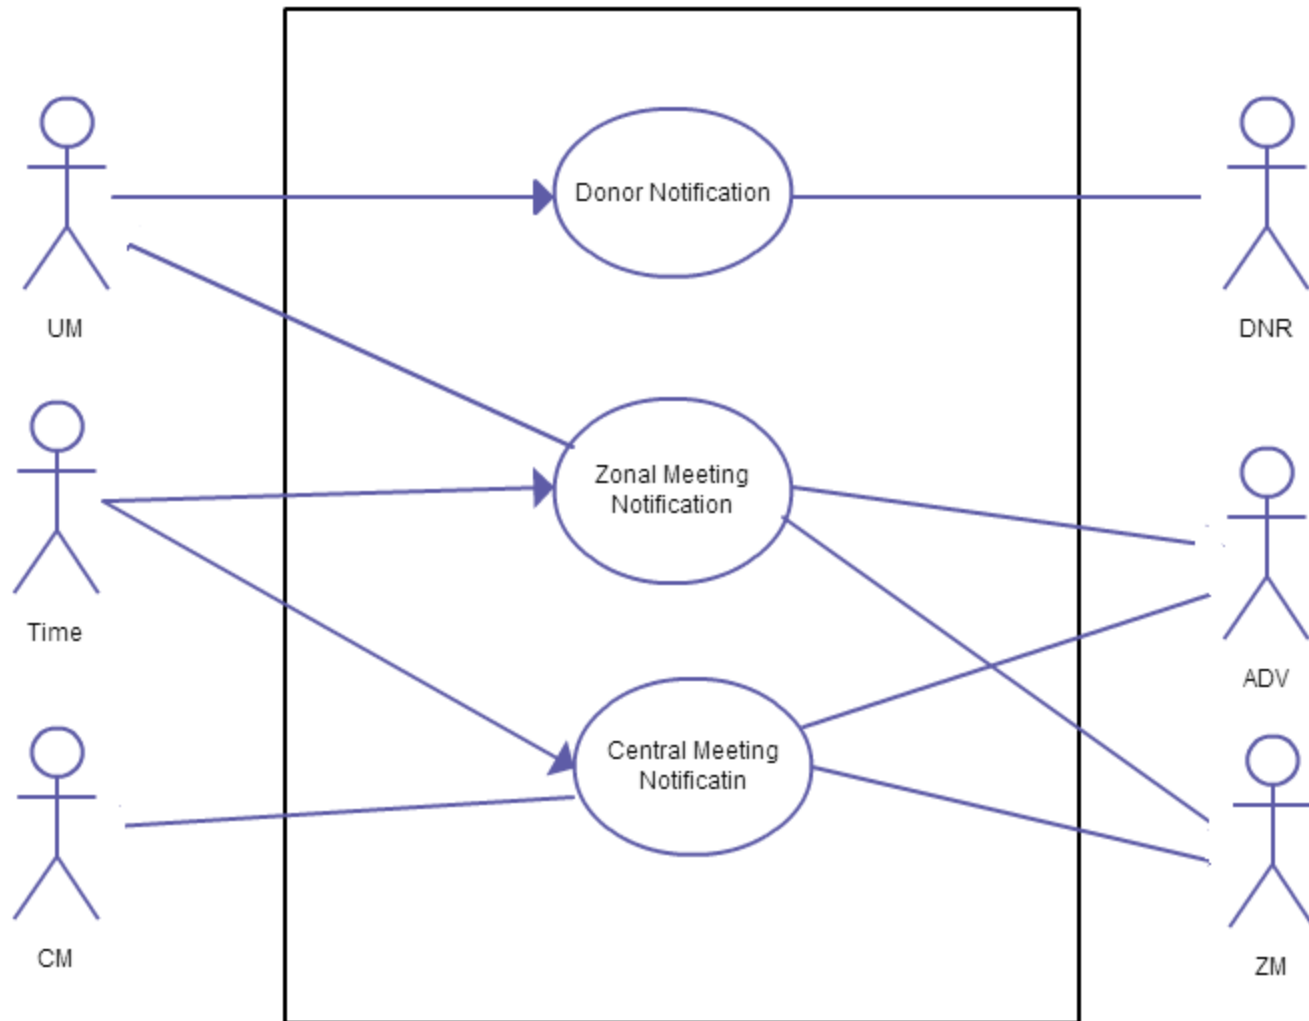 Donor Notification
UM
DNR
Zonal Meeting
Notification
Time
ADV
Central Meeting
Notificatin
CM
ZM